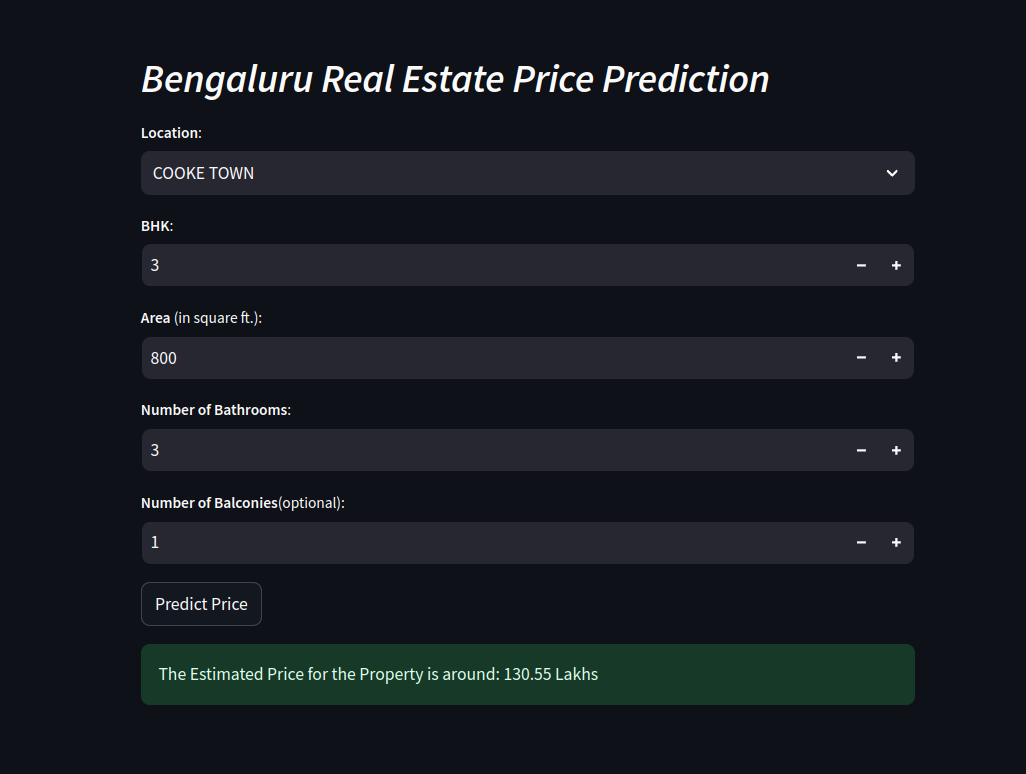 Bengaluru Real Estate Price Prediction
Location:
COOKE TOWN
BHK:
3
Area (in square ft.):
800
Number of Bathrooms:
3
Number of Balconies(optional):
1
Predict Price
The Estimated Price for the Property is around: 130.55 Lakhs